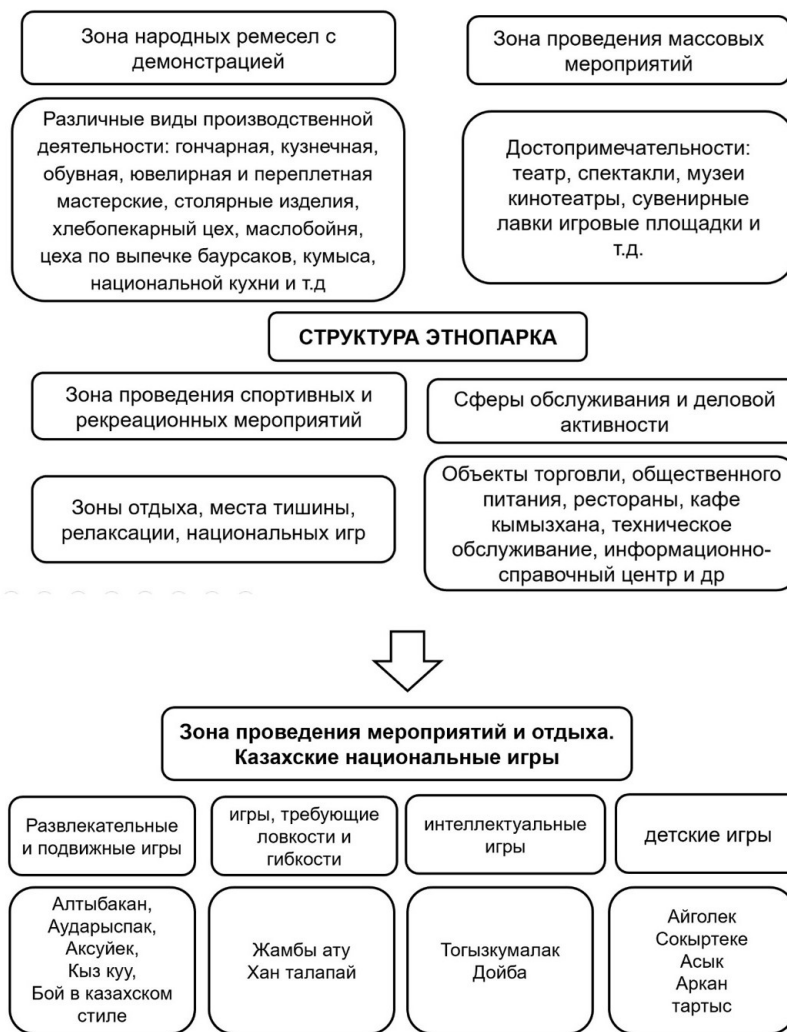 Зона народных ремесел с
демонстрацией
Зона проведения массовых
мероприятий
Различные виды производственной
деятельности: гончарная, кузнечная,
обувная, ювелирная и переплетная
мастерские, столярные изделия,
хлебопекарный цех, маслобойня,
цеха по выпечке баурсаков, кумыса,
национальной кухни и т.д
Достопримечательности:
театр, спектакли, музеи
кинотеатры, сувенирные
лавки игровые площадки и
т.д.
СТРУКТУРА ЭТНОПАРКА
Зона проведения спортивных и
рекреационных мероприятий
Сферы обслуживания и деловой
активности
Зоны отдыха, места тишины,
релаксации, национальных игр
Объекты торговли, общественного
питания, рестораны, кафе
кымызхана, техническое
обслуживание, информационно-
справочный центр и др
Зона проведения мероприятий и отдыха.
Казахские национальные игры
Развлекательные
и подвижные игры
игры, требующие
ловкости и
гибкости
интеллектуальные
игры
детские игры
Алтыбакан,
Аударыспак,
Аксуйек,
Кыз куу,
Бой в казахском
стиле
Жамбы ату
Хан талапай
Тогызкумалак
Дойба
Айголек
Сокыртеке
Асык
Аркан
тартыс